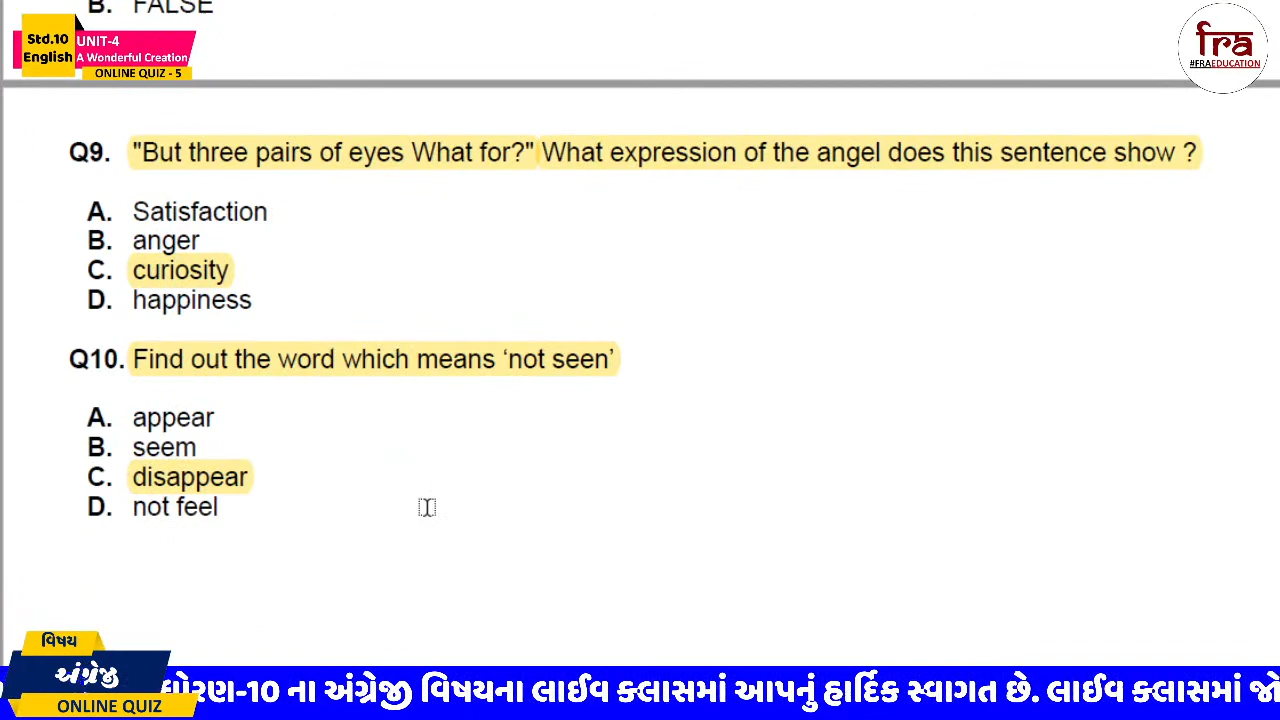 B. FALSE
Std.10
English
UNIT-4
A Wonderful Creation
ONLINE QUIZ - 5
fra
#FRAEDUCATION
Q9. "But three pairs of eyes What for?" What expression of the angel does this sentence show ?
A. Satisfaction
B. anger
C. curiosity
D. happiness
Q10. Find out the word which means ‘not seen’
A. appear
B. seem
C. disappear
D. not feel
વિષય
અંગ્રેજી
ONLINE QUIZ
ધોરણ-10 ના અંગ્રેજી વિષયના લાઈવ ક્લાસમાં આપનું હાર્દિક સ્વાગત છે. લાઈવ ક્લાસમાં જો